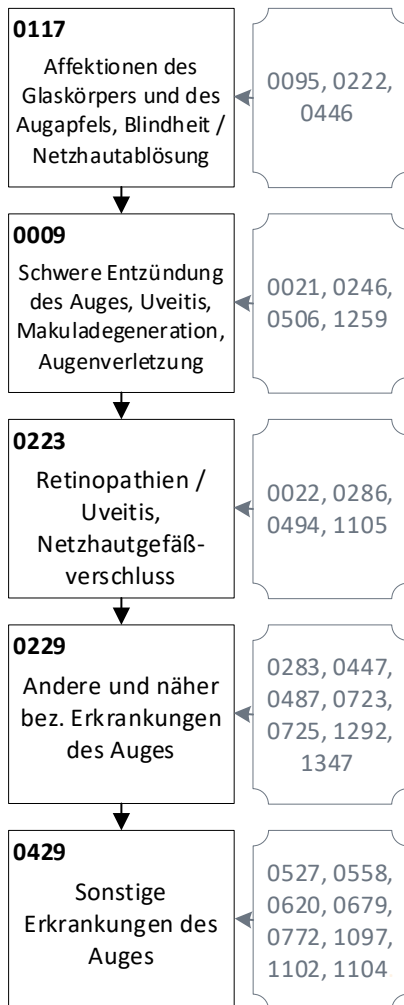 0117
Affektionen des
Glaskörpers und des
Augapfels, Blindheit /
Netzhautablösung
0095, 0222,
0446
0009
Schwere Entzündung
des Auges, Uveitis,
Makuladegeneration,
Augenverletzung
0021, 0246,
0506, 1259
0223
Retinopathien /
Uveitis,
Netzhautgefäß-
verschluss
0022, 0286,
0494, 1105
0229
Andere und näher
bez. Erkrankungen
des Auges
0283, 0447,
0487, 0723,
0725, 1292,
1347
0429
Sonstige
Erkrankungen des
Auges
0527, 0558,
0620, 0679,
0772, 1097,
1102, 1104